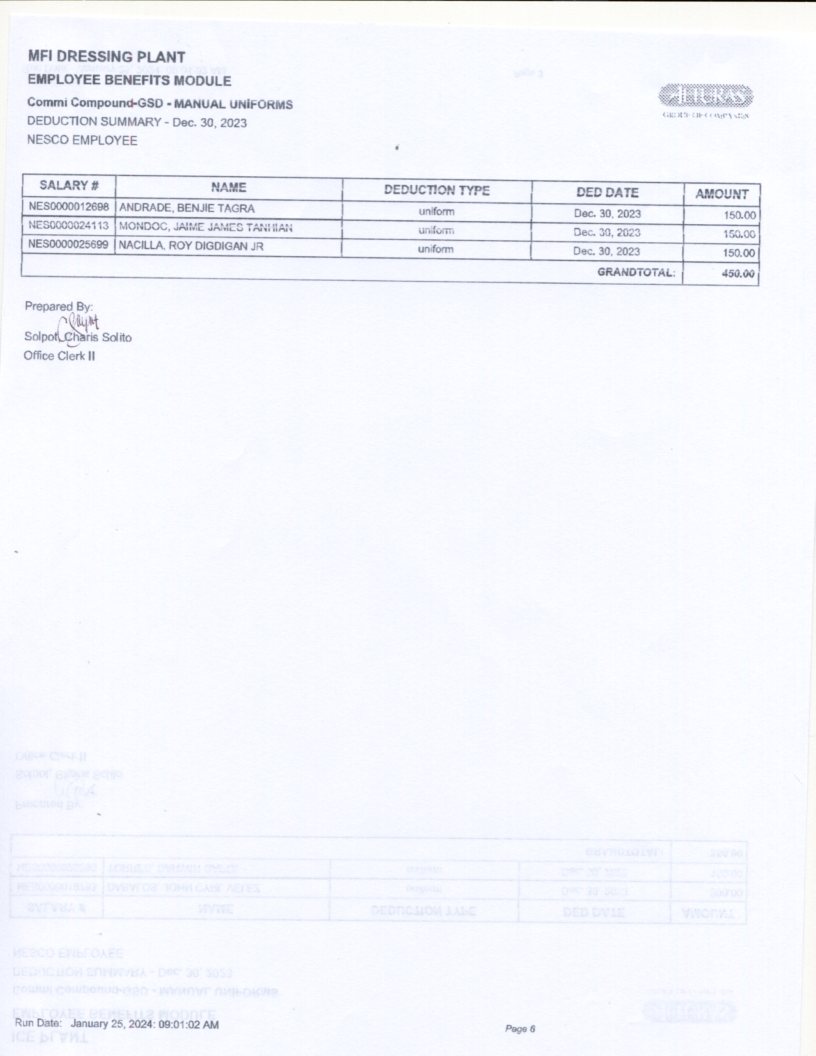 MFI DRESSING PLANT
EMPLOYEE BENEFITS MODULE
Commi Compound-GSD - MANUAL UNIFORMS
DEDUCTION SUMMARY - Dec. 30, 2023
NESCO EMPLOYEE
ALTURAS
GROUP OF COMPANIES
SALARY # NAME DEDUCTION TYPE DED DATE AMOUNT
NES0000012698 ANDRADE, BENJIE TAGRA uniform Dec. 30, 2023 150.00
NES0000024113 MONDOC, JAIME JAMES uniform Dec. 30, 2023 150.00
NES0000025699 NACILLA, ROY DIGDIGAN JR uniform Dec. 30, 2023 150.00
GRANDTOTAL: 450.00
Prepared By:
Solpot, Charis Solito
Office Clerk II
Run Date: January 25, 2024: 09:01:02 AM
Page 6